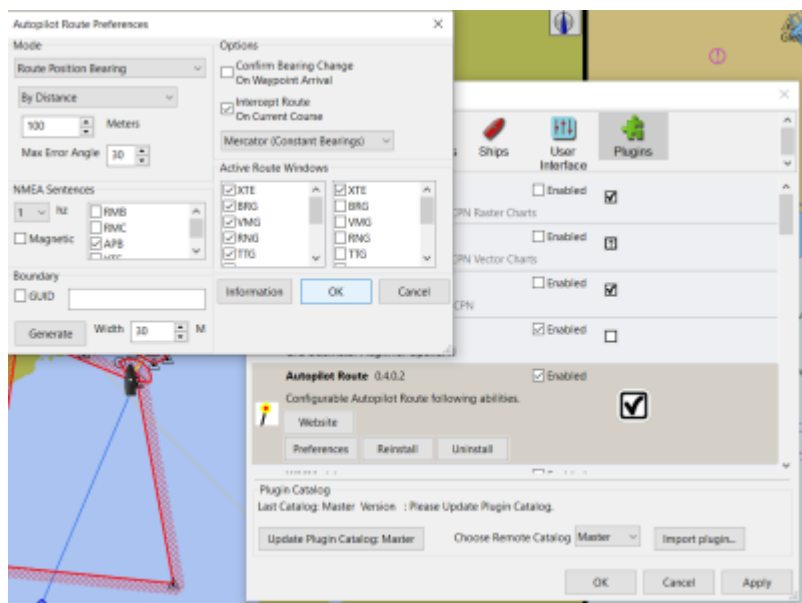 Autopilot Route Preferences
Mode
Route Position Bearing
By Distance
100 Meters
Max Error Angle 30
NMEA Sentences
1 hz
Magnetic
RMB
RMC
APB
Boundary
GUID
Generate Width 30 M
Options
Confirm Bearing Change
On Waypoint Arrival
Intercept Route
On Current Course
Mercator (Constant Bearings)
Active Route Windows
XTE XTE
BRG BRG
VMG VMG
RNG RNG
TTG TTG
Information OK Cancel
Ships
User
Interface
Plugins
Enabled
CPN Raster Charts
Enabled
CPN Vector Charts
Enabled
CPN
Enabled
Autopilot Route 0.4.0.2 Enabled
Configurable Autopilot Route following abilities.
Website
Preferences Reinstall Uninstall
Plugin Catalog
Last Catalog: Master Version : Please Update Plugin Catalog.
Update Plugin Catalog: Master Choose Remote Catalog Master Import plugin...
OK Cancel Apply